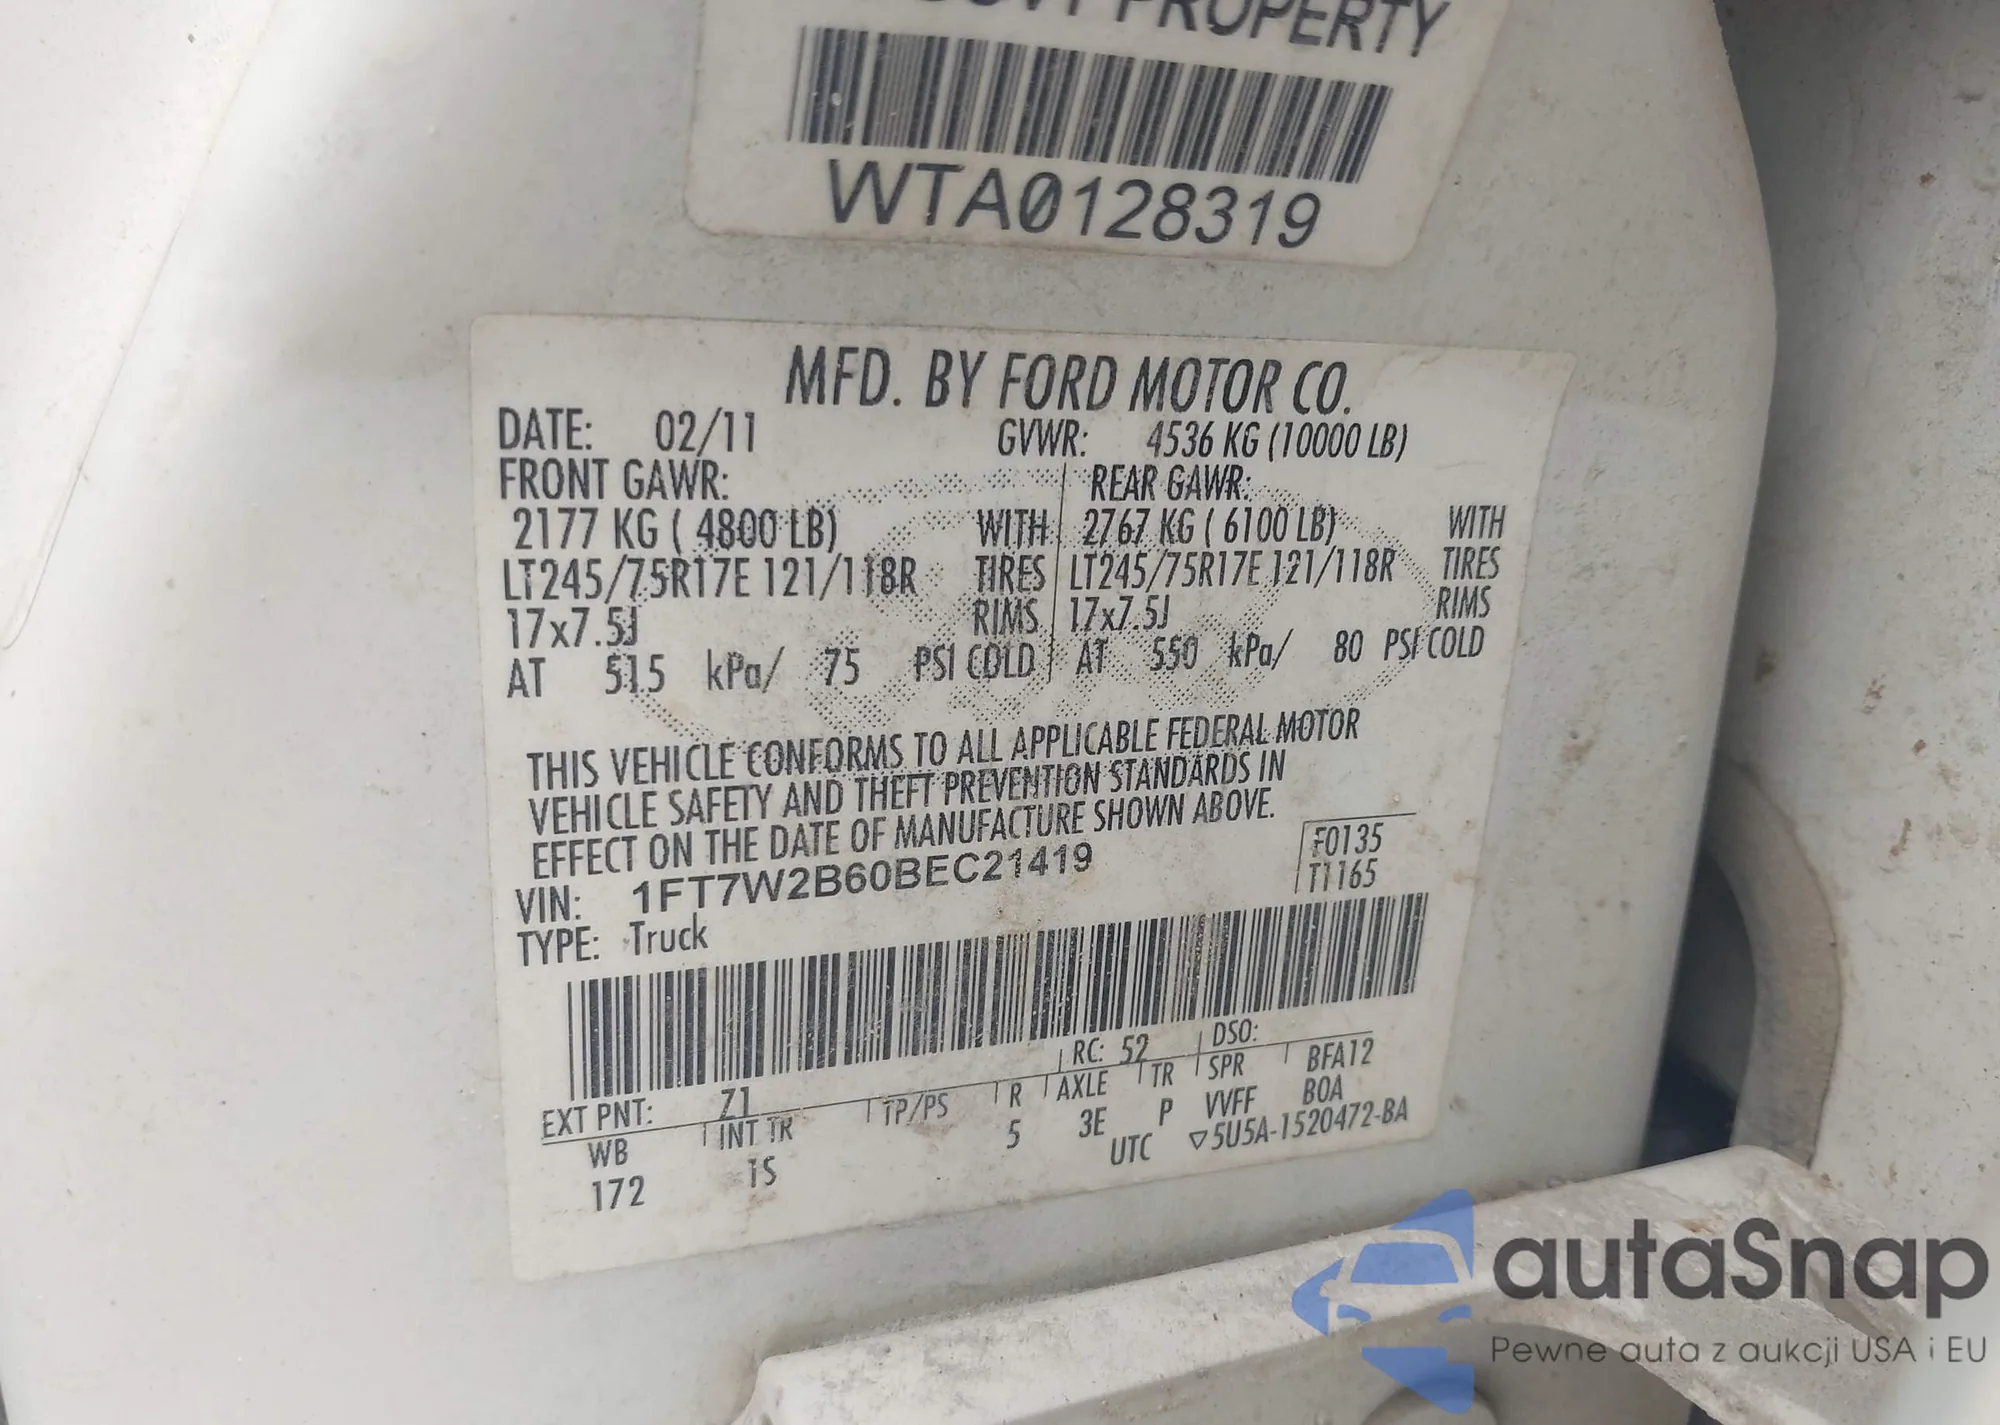 PROPERTY
WTA0128319
MFD. BY FORD MOTOR CO.
DATE: 02/11 GVWR: 4536 KG (10000 LB)
FRONT GAWR: REAR GAWR:
2177 KG ( 4800 LB) WITH 2767 KG ( 6100 LB) WITH
LT245/75R17E 121/118R TIRES LT245/75R17E 121/118R TIRES
17x7.5J RIMS 17x7.5J RIMS
AT 515 kPa/ 75 PSI COLD AT 550 kPa/ 80 PSI COLD
THIS VEHICLE CONFORMS TO ALL APPLICABLE FEDERAL MOTOR
VEHICLE SAFETY AND THEFT PREVENTION STANDARDS IN
EFFECT ON THE DATE OF MANUFACTURE SHOWN ABOVE.
VIN: 1FT7W2B60BEC21419 F0135
TYPE: Truck T1165
EXT PNT: Z1 RC: 52 DSO:
WB INT TR TP/PS R AXLE TR SPR BFA12
172 1S 5 3E P VVFF BOA
UTC ▽5U5A-1520472-BA
autaSnap
Pewne auta z aukcji USA i EU